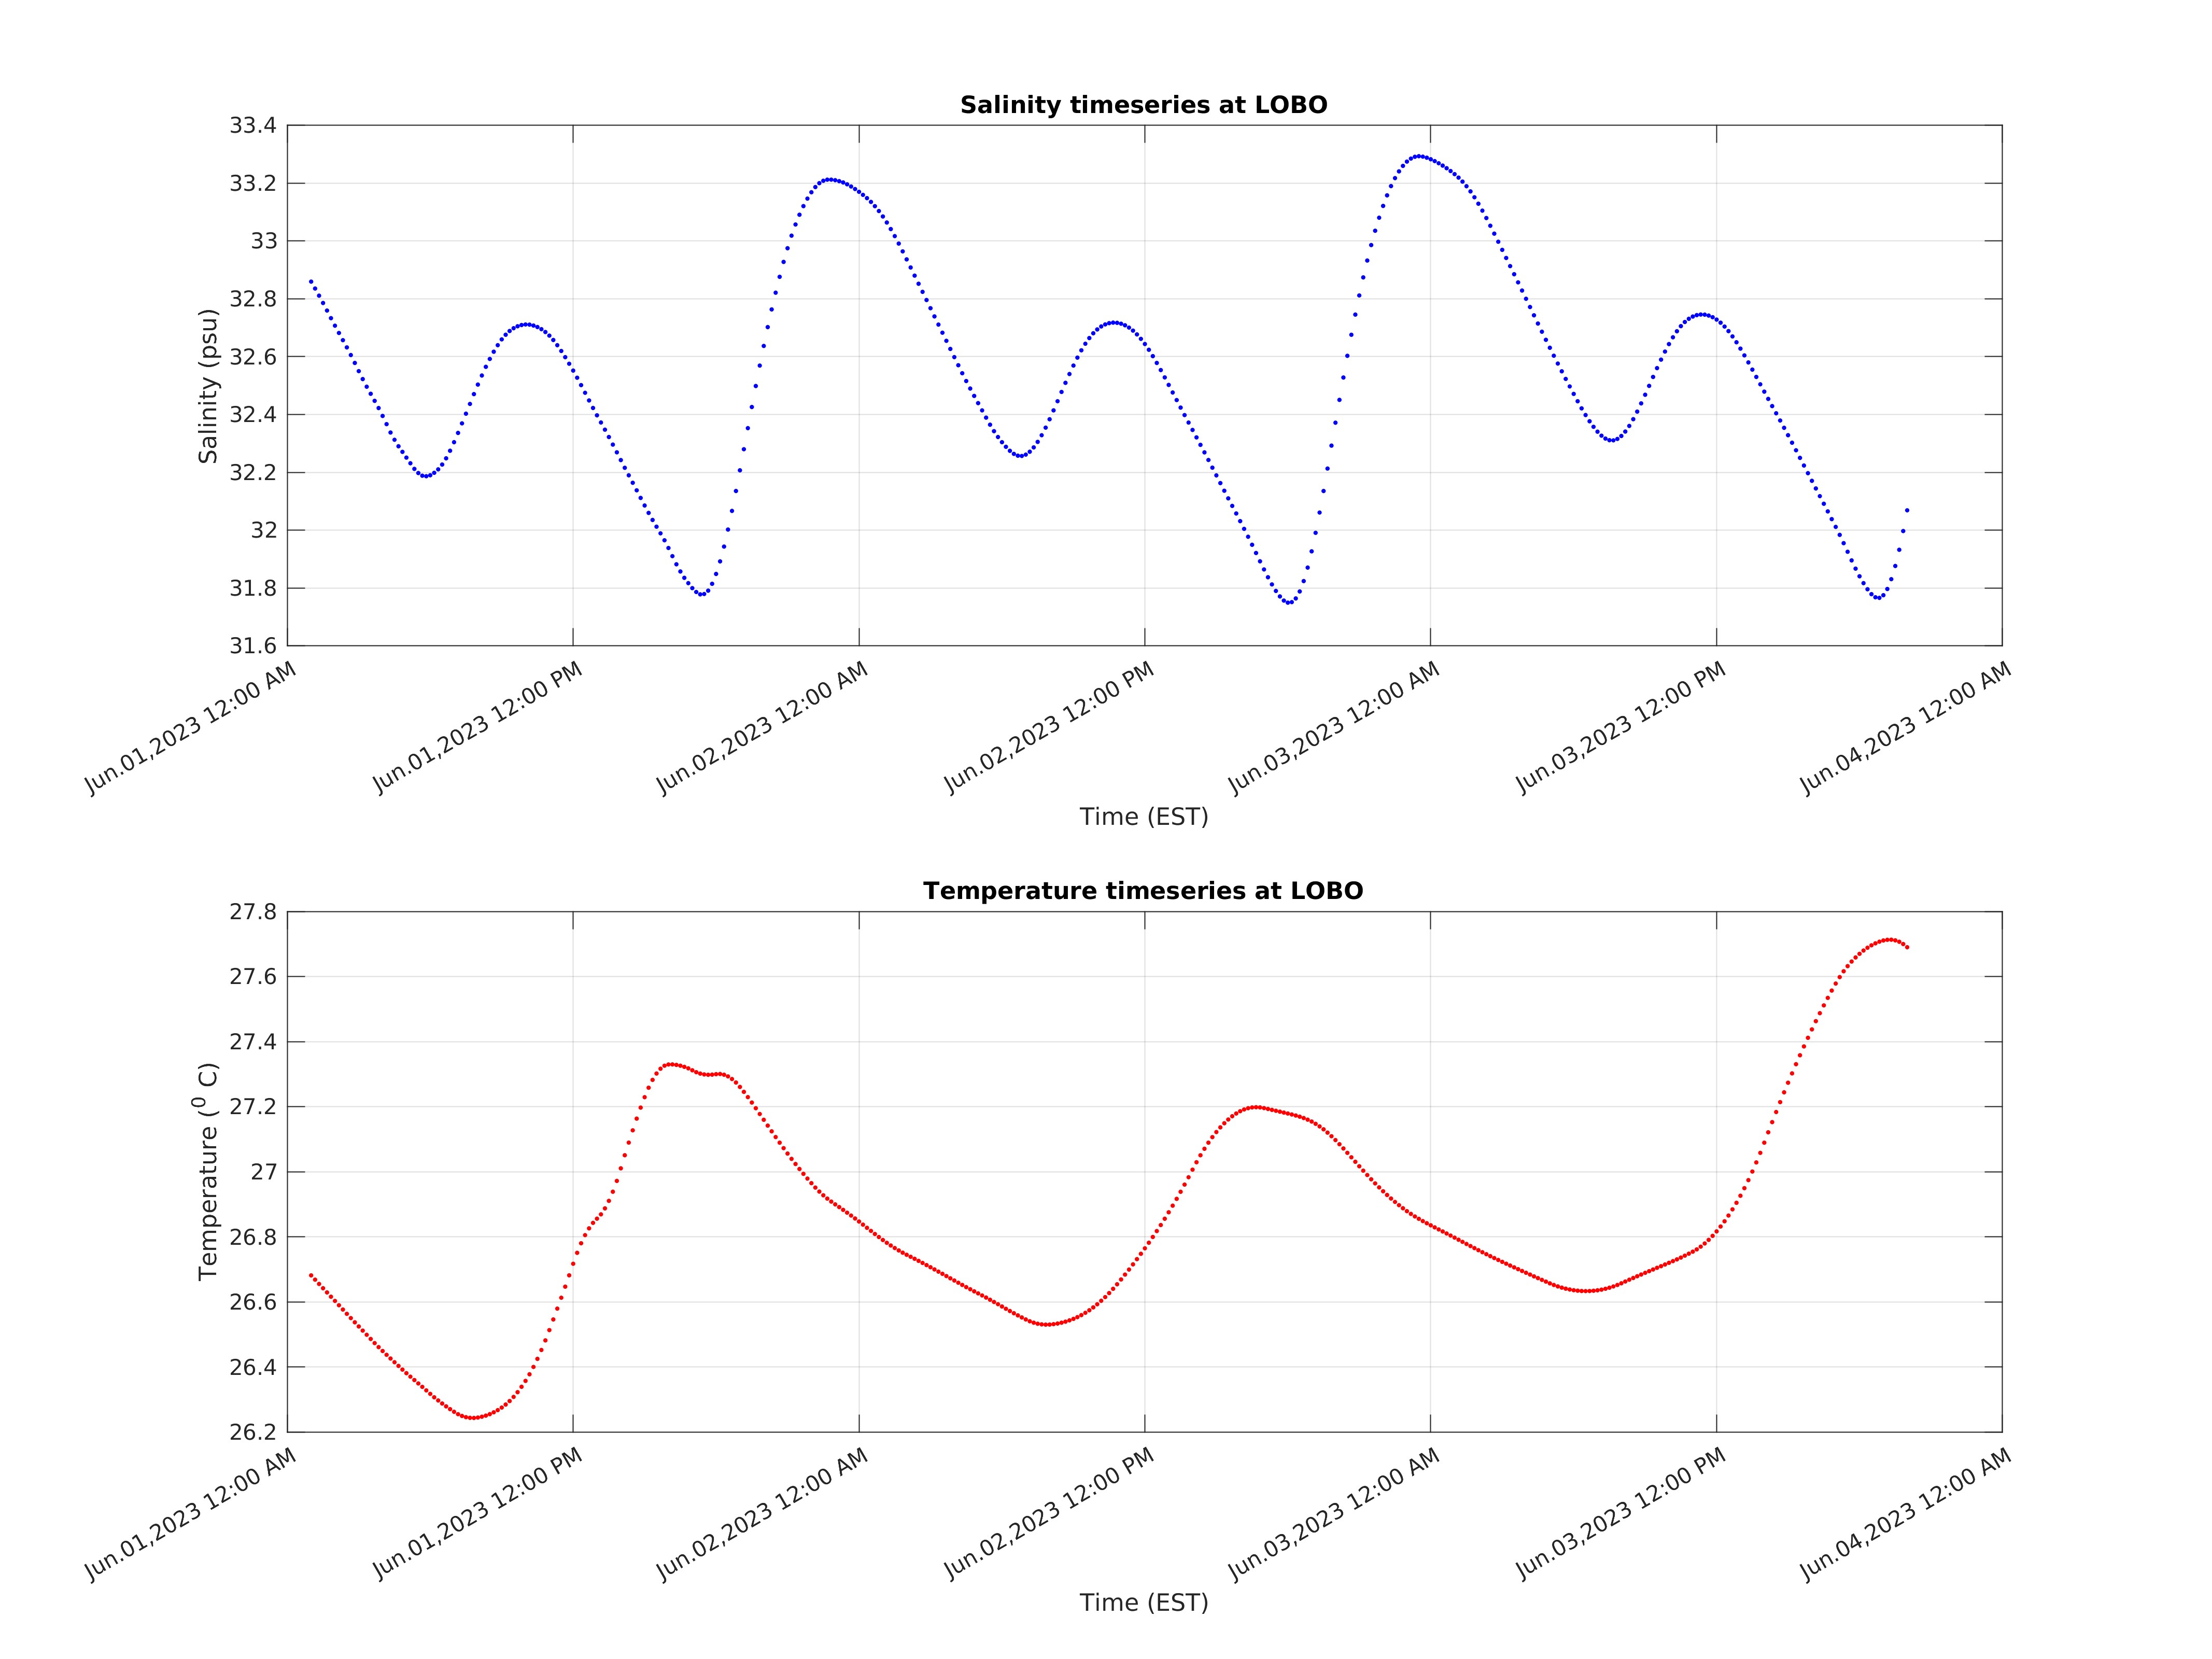 Salinity timeseries at LOBO
33.4
33.2
33
32.8
32.6
32.4
32.2
32
31.8
31.6
Salinity (psu)
Jun.01,2023 12:00 AM
Jun.01,2023 12:00 PM
Jun.02,2023 12:00 AM
Jun.02,2023 12:00 PM
Jun.03,2023 12:00 AM
Jun.03,2023 12:00 PM
Jun.04,2023 12:00 AM
Time (EST)
Temperature timeseries at LOBO
27.8
27.6
27.4
27.2
27
26.8
26.6
26.4
26.2
Temperature (⁰ C)
Jun.01,2023 12:00 AM
Jun.01,2023 12:00 PM
Jun.02,2023 12:00 AM
Jun.02,2023 12:00 PM
Jun.03,2023 12:00 AM
Jun.03,2023 12:00 PM
Jun.04,2023 12:00 AM
Time (EST)